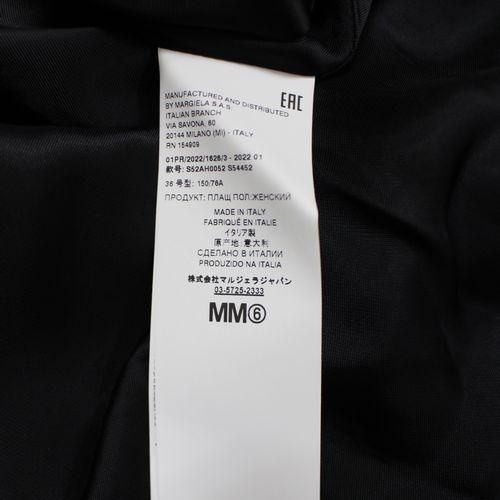 MANUFACTURED AND DISTRIBUTED
BY MARGIELA S.A.S.
ITALIAN BRANCH
VIA SAVONA, 60
20144 MILANO (MI) - ITALY
RN 154909
EAC
01PR/2022/1626/3 - 2022 01
款号: S52AH0052 S54452
36 号型: 150/76A
ПРОДУКТ: ПЛАЩ ПОЛ:ЖЕНСКИЙ
MADE IN ITALY
FABRIQUÉ EN ITALIE
イタリア製
原产地: 意大利
СДЕЛАНО В ИТАЛИИ
PRODUZIDO NA ITALIA
株式会社マルジェラジャパン
03-5725-2333
MM⑥